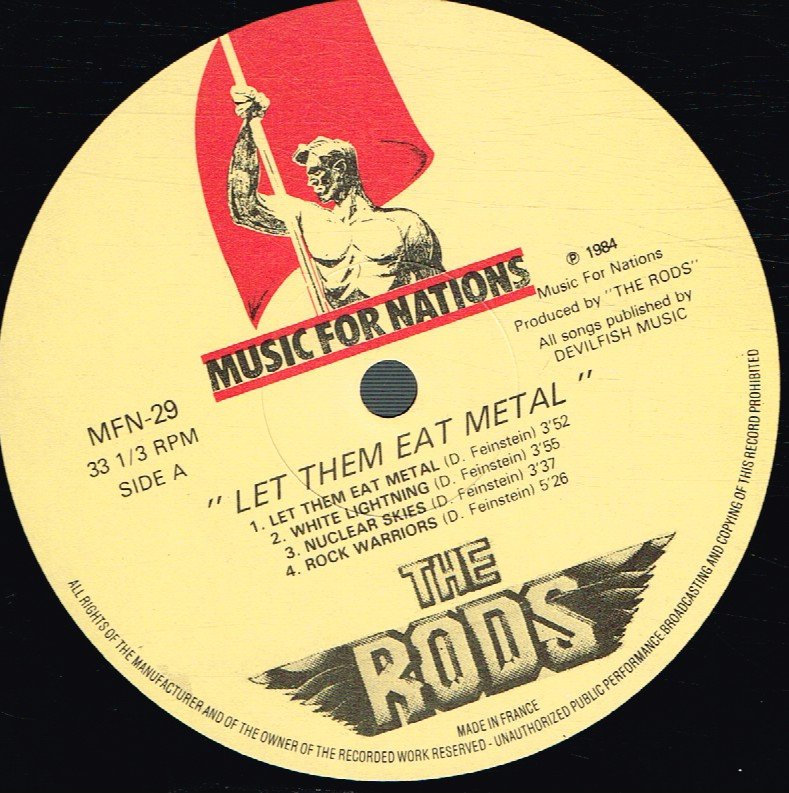 MUSIC FOR NATIONS
℗ 1984
Music For Nations
Produced by "THE RODS"
All songs published by
DEVILFISH MUSIC
MFN-29
33 1/3 RPM
SIDE A
" LET THEM EAT METAL "
1. LET THEM EAT METAL (D. Feinstein) 3'52
2. WHITE LIGHTNING (D. Feinstein) 3'55
3. NUCLEAR SKIES (D. Feinstein) 3'37
4. ROCK WARRIORS (D. Feinstein) 5'26
THE
RODS
MADE IN FRANCE
ALL RIGHTS OF THE MANUFACTURER AND OF THE OWNER OF THE RECORDED WORK RESERVED - UNAUTHORIZED PUBLIC PERFORMANCE BROADCASTING AND COPYING OF THIS RECORD PROHIBITED